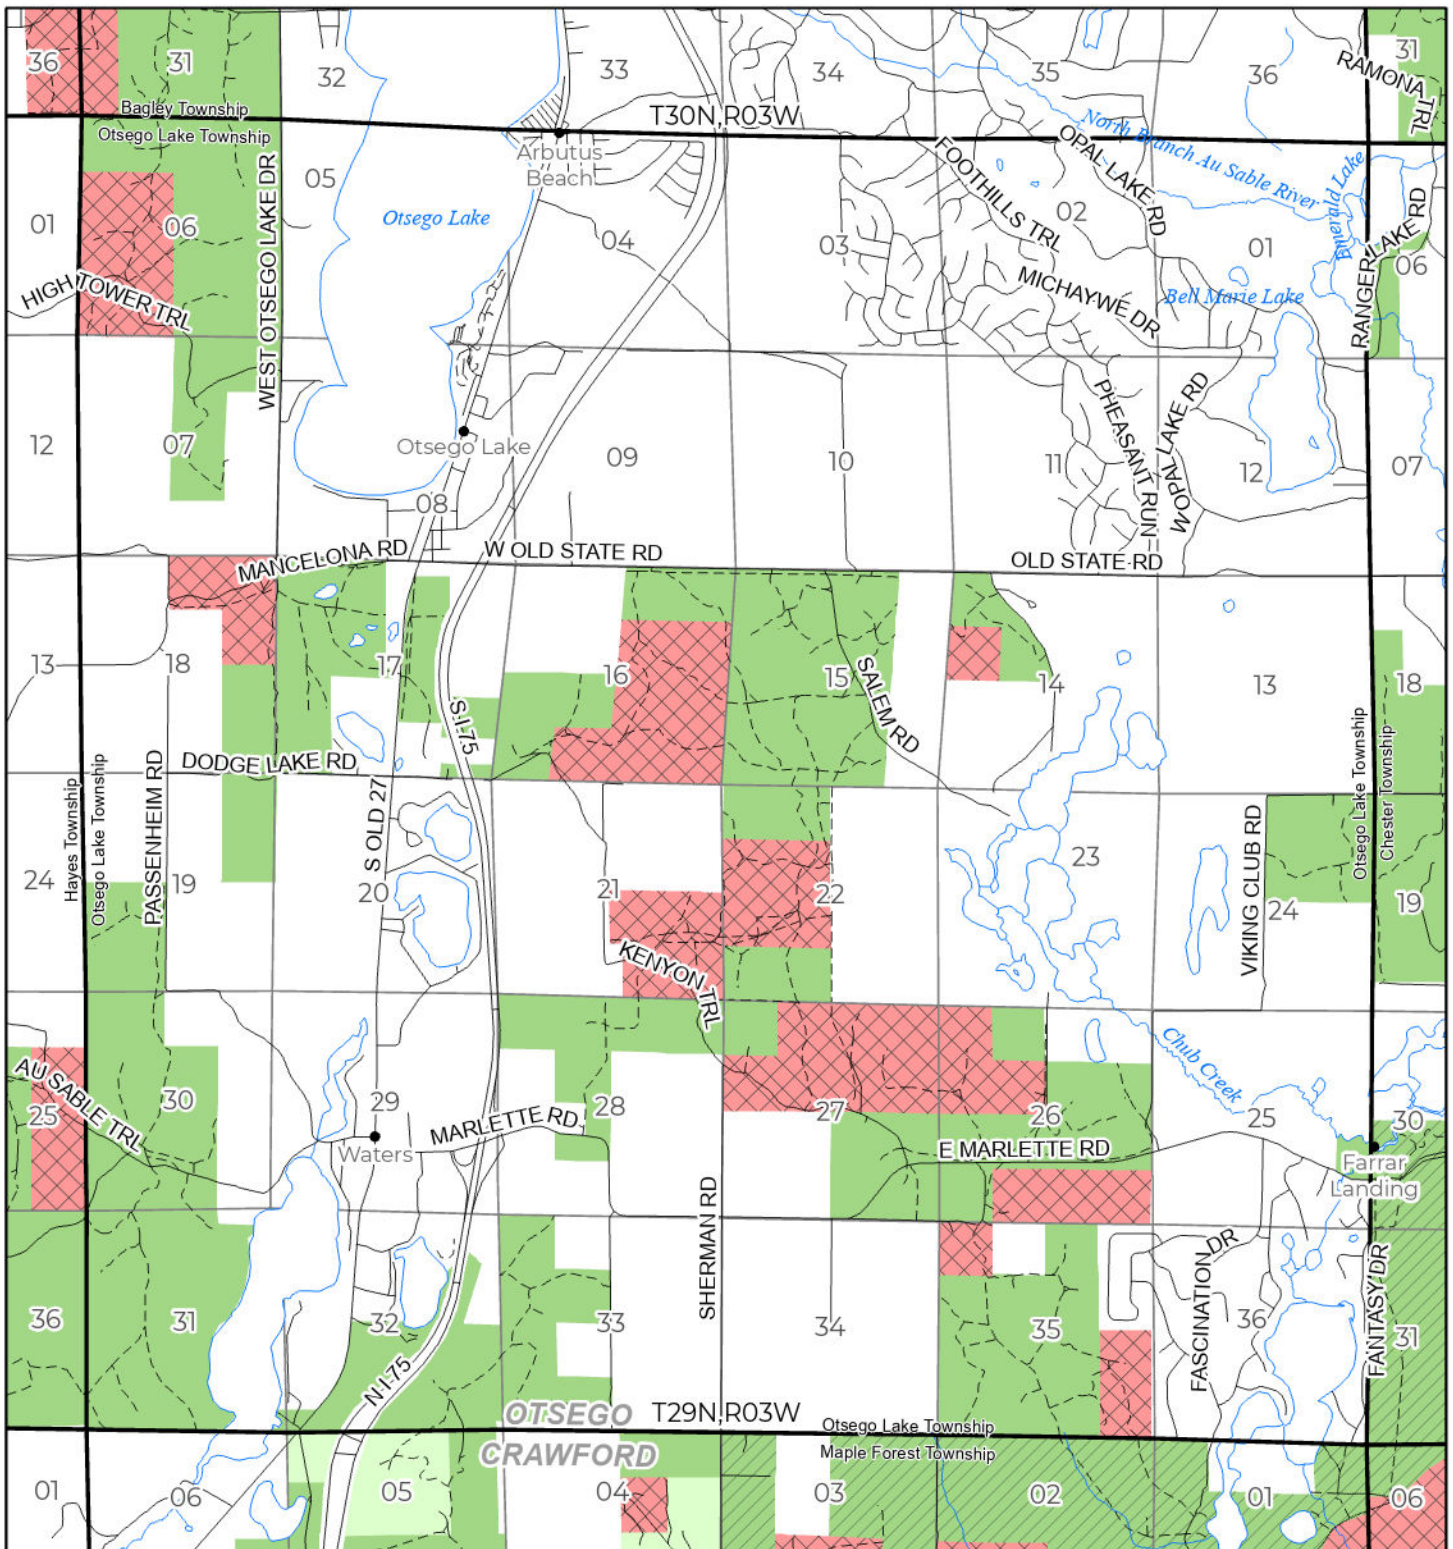 36
31
32
33
34
35
36
31
RAMONA TRL
Bagley Township
Otsego Lake Township
T30N,R03W
Arbutus
Beach
North Branch Au Sable River
OPAL LAKE RD
FOOTHILLS TRL
Emerald Lake
WEST OTSEGO LAKE DR
05
Otsego Lake
01
06
04
03
02
01
06
RANGER LAKE RD
HIGH TOWER TRL
MICHAYWE DR
Bell Marie Lake
12
07
Otsego Lake
08
09
10
11
PHEASANT RUN
W OPAL LAKE RD
12
07
MANCELONA RD
W OLD STATE RD
OLD STATE RD
13
18
17
16
15
SALEM RD
14
13
18
S I-75
DODGE LAKE RD
Hayes Township
Otsego Lake Township
PASSENHEIM RD
S OLD 27
Otsego Lake Township
Chester Township
24
19
20
21
22
23
VIKING CLUB RD
24
19
KENYON TRL
AU SABLE TRL
25
30
29
Waters
MARLETTE RD
28
27
26
E MARLETTE RD
Chub Creek
25
30
Farrar
Landing
SHERMAN RD
36
31
32
N I-75
33
34
35
FASCINATION DR
36
FANTASY DR
31
OTSEGO
T29N,R03W
Otsego Lake Township
CRAWFORD
Maple Forest Township
01
06
05
04
03
02
01
06